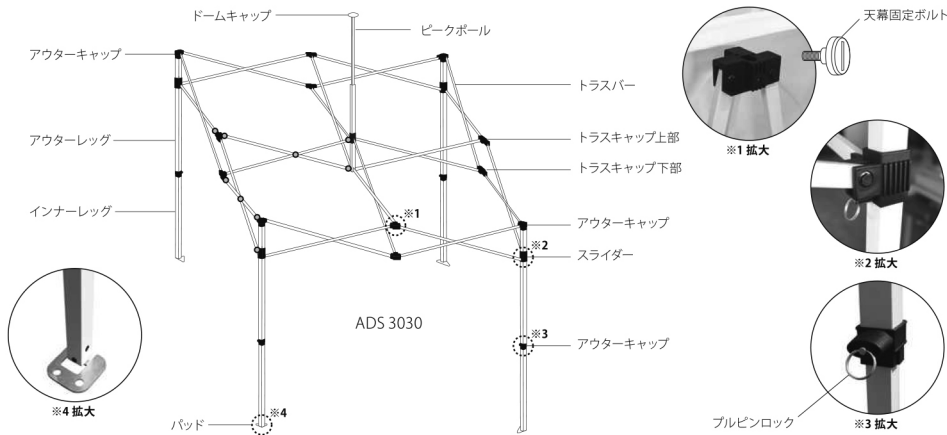 ドームキャップ
ピークポール
アウターキャップ
アウターレッグ
インナーレッグ
トラスバー
トラスキャップ上部
トラスキャップ下部
アウターキャップ
スライダー
アウターキャップ
パッド
ADS 3030
※1
※2
※3
※4
天幕固定ボルト
※1 拡大
※2 拡大
プルピンロック
※3 拡大
※4 拡大